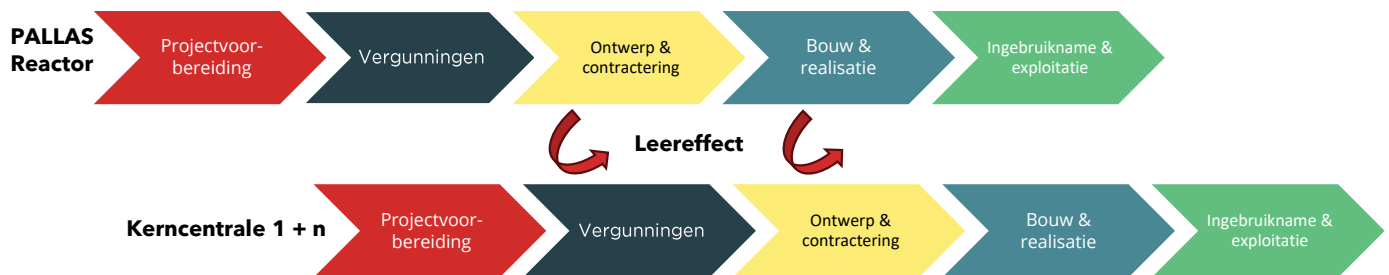 PALLAS
Reactor
Projectvoor-
bereiding
Vergunningen
Ontwerp &
contractering
Bouw &
realisatie
Ingebruikname &
exploitatie
Leereffect
Kerncentrale 1 + n
Projectvoor-
bereiding
Vergunningen
Ontwerp &
contractering
Bouw &
realisatie
Ingebruikname &
exploitatie